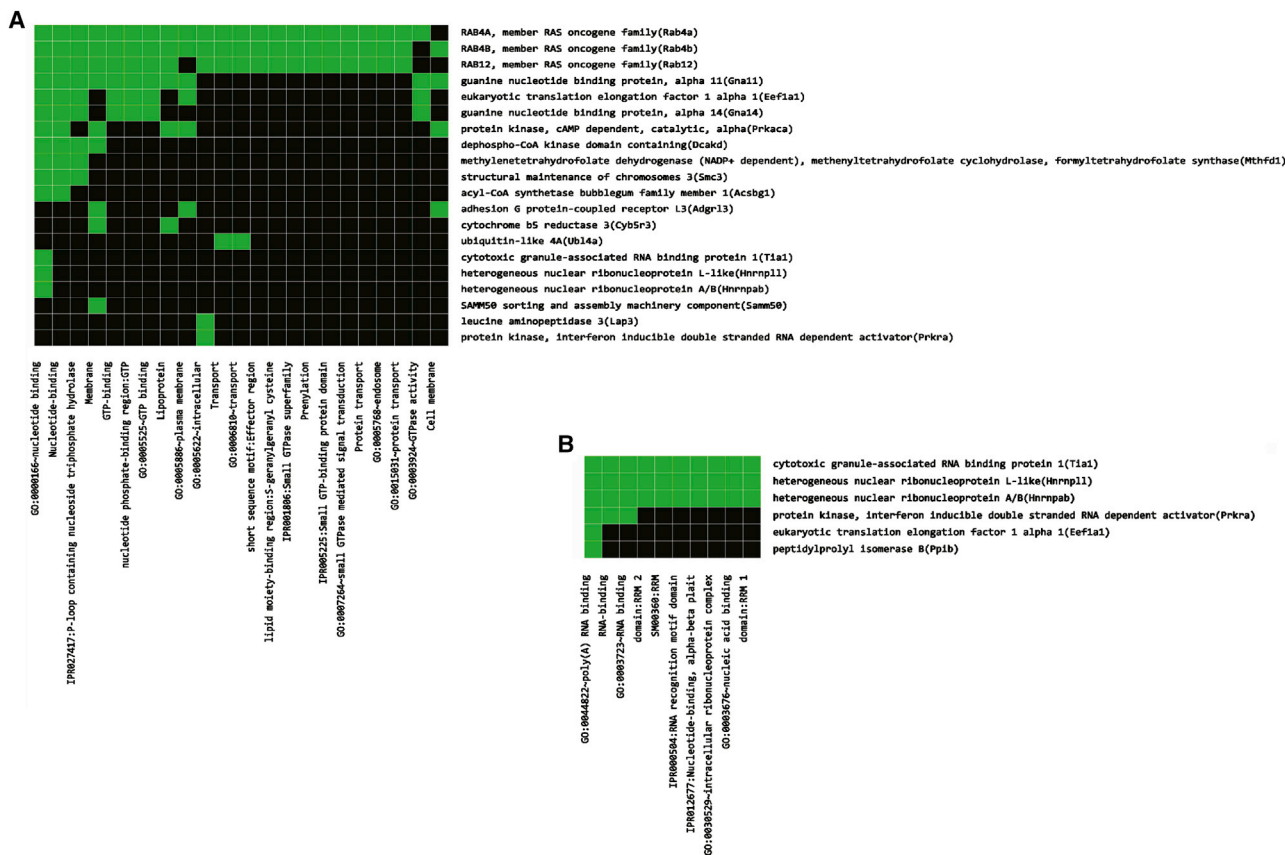 A
RAB4A, member RAS oncogene family(Rab4a)
RAB4B, member RAS oncogene family(Rab4b)
RAB12, member RAS oncogene family(Rab12)
guanine nucleotide binding protein, alpha 11(Gna11)
eukaryotic translation elongation factor 1 alpha 1(Eef1a1)
guanine nucleotide binding protein, alpha 14(Gna14)
protein kinase, cAMP dependent, catalytic, alpha(Prkaca)
dephospho-CoA kinase domain containing(Dcakd)
methylenetetrahydrofolate dehydrogenase (NADP+ dependent), methenyltetrahydrofolate cyclohydrolase, formyltetrahydrofolate synthase(Mthfd1)
structural maintenance of chromosomes 3(Smc3)
acyl-CoA synthetase bubblegum family member 1(Acsbg1)
adhesion G protein-coupled receptor L3(Adgrl3)
cytochrome b5 reductase 3(Cyb5r3)
ubiquitin-like 4A(Ubl4a)
cytotoxic granule-associated RNA binding protein 1(Tia1)
heterogeneous nuclear ribonucleoprotein L-like(Hnrnpll)
heterogeneous nuclear ribonucleoprotein A/B(Hnrnpab)
SAMM50 sorting and assembly machinery component(Samm50)
leucine aminopeptidase 3(Lap3)
protein kinase, interferon inducible double stranded RNA dependent activator(Prkra)
GO:0000166~nucleotide binding
Nucleotide-binding
IPR027417:P-loop containing nucleoside triphosphate hydrolase
Membrane
GTP-binding
nucleotide phosphate-binding region:GTP
GO:0005525~GTP binding
Lipoprotein
GO:0005886~plasma membrane
GO:0005622~intracellular
Transport
GO:0006810~transport
short sequence motif:Effector region
lipid moiety-binding region:S-geranylgeranyl cysteine
IPR001806:Small GTPase superfamily
Prenylation
IPR005225:Small GTP-binding protein domain
GO:0007264~small GTPase mediated signal transduction
Protein transport
GO:0005768~endosome
GO:0015031~protein transport
GO:0003924~GTPase activity
Cell membrane
B
cytotoxic granule-associated RNA binding protein 1(Tia1)
heterogeneous nuclear ribonucleoprotein L-like(Hnrnpll)
heterogeneous nuclear ribonucleoprotein A/B(Hnrnpab)
protein kinase, interferon inducible double stranded RNA dependent activator(Prkra)
eukaryotic translation elongation factor 1 alpha 1(Eef1a1)
peptidylprolyl isomerase B(Ppib)
GO:0044822~poly(A) RNA binding
RNA-binding
GO:0003723~RNA binding
domain:RRM 2
SM00360:RRM
IPR000504:RNA recognition motif domain
IPR012677:Nucleotide-binding, alpha-beta plait
GO:0030529~intracellular ribonucleoprotein complex
GO:0003676~nucleic acid binding
domain:RRM 1